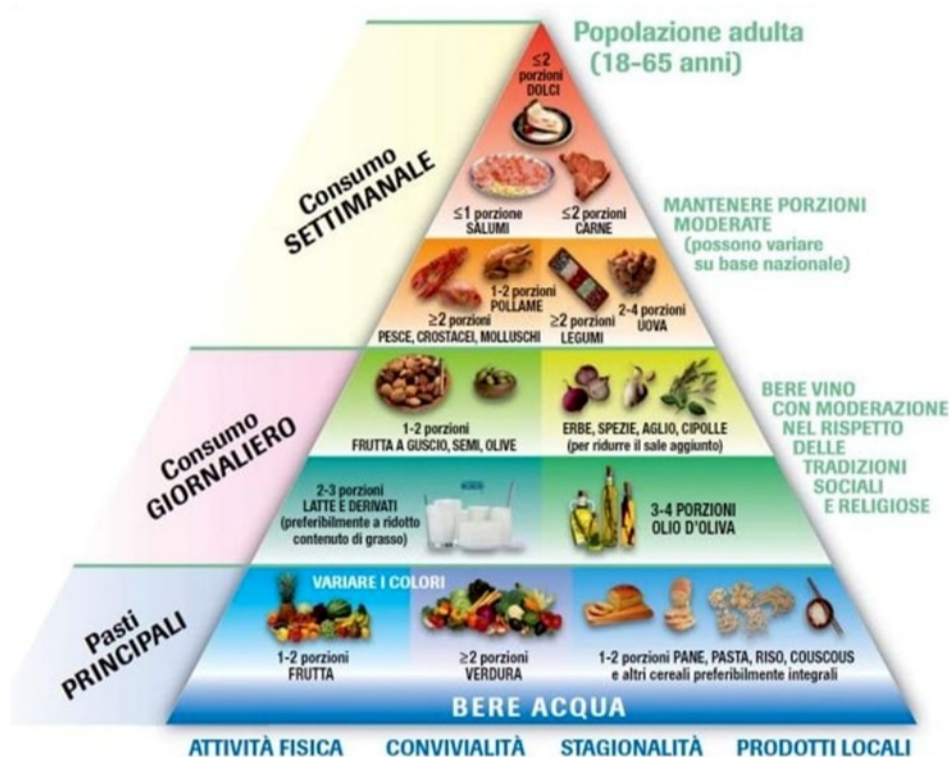 Popolazione adulta
(18-65 anni)
≤2
porzioni
DOLCI
Consumo
SETTIMANALE
≤1 porzione
SALUMI
≤2 porzioni
CARNE
MANTENERE PORZIONI
MODERATE
(possono variare
su base nazionale)
1-2 porzioni
POLLAME
≥2 porzioni
PESCE, CROSTACEI, MOLLUSCHI
≥2 porzioni
LEGUMI
2-4 porzioni
UOVA
Consumo
GIORNALIERO
1-2 porzioni
FRUTTA A GUSCIO, SEMI, OLIVE
ERBE, SPEZIE, AGLIO, CIPOLLE
(per ridurre il sale aggiunto)
BERE VINO
CON MODERAZIONE
NEL RISPETTO
DELLE
TRADIZIONI
SOCIALI
E RELIGIOSE
2-3 porzioni
LATTE E DERIVATI
(preferibilmente a ridotto
contenuto di grasso)
3-4 PORZIONI
OLIO D'OLIVA
Pasti
PRINCIPALI
VARIARE I COLORI
1-2 porzioni
FRUTTA
≥2 porzioni
VERDURA
1-2 porzioni PANE, PASTA, RISO, COUSCOUS
e altri cereali preferibilmente integrali
BERE ACQUA
ATTIVITÀ FISICA
CONVIVIALITÀ
STAGIONALITÀ
PRODOTTI LOCALI